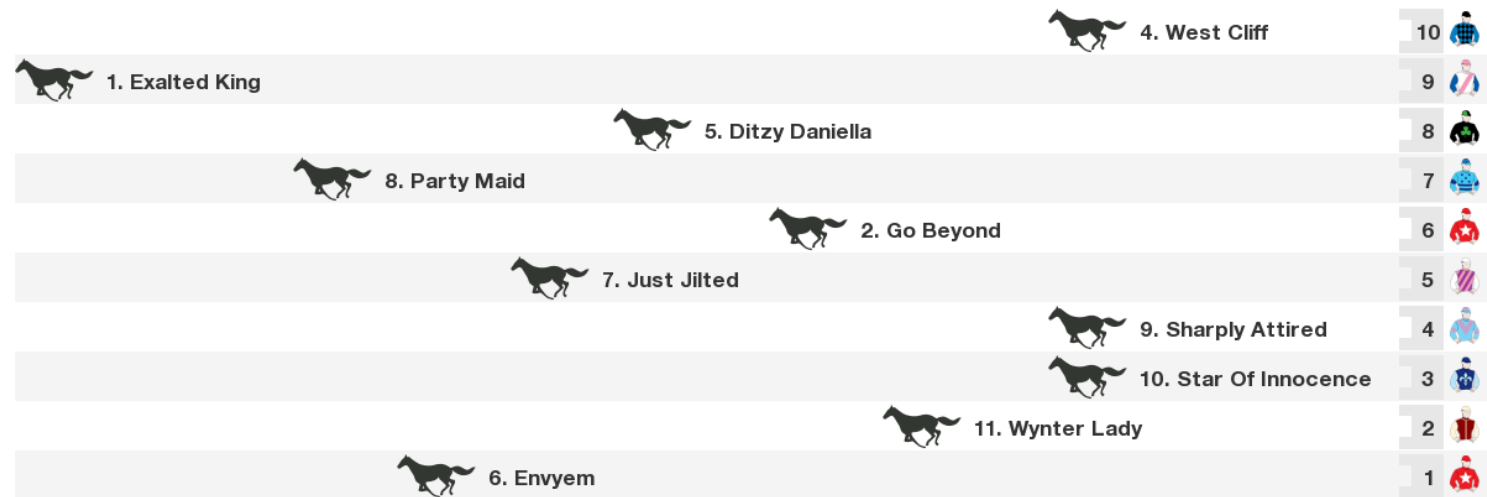 4. West Cliff 10
1. Exalted King 9
5. Ditzy Daniella 8
8. Party Maid 7
2. Go Beyond 6
7. Just Jilted 5
9. Sharply Attired 4
10. Star Of Innocence 3
11. Wynter Lady 2
6. Envyem 1